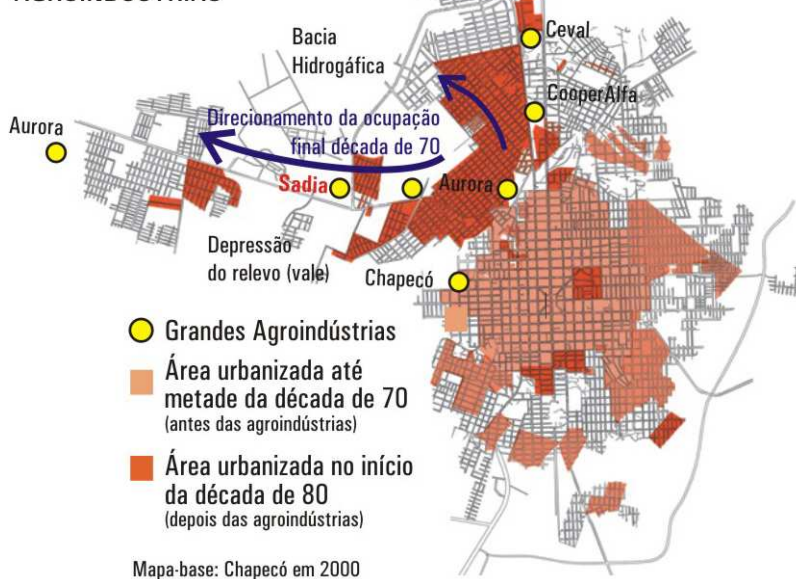 AGROINDÚSTRIAS
Ceval
Bacia
Hidrogáfica
CooperAlfa
Aurora
Direcionamento da ocupação
final década de 70
Sadia
Aurora
Depressão
do relevo (vale)
Chapecó
Grandes Agroindústrias
Área urbanizada até
metade da década de 70
(antes das agroindústrias)
Área urbanizada no início
da década de 80
(depois das agroindústrias)
Mapa-base: Chapecó em 2000